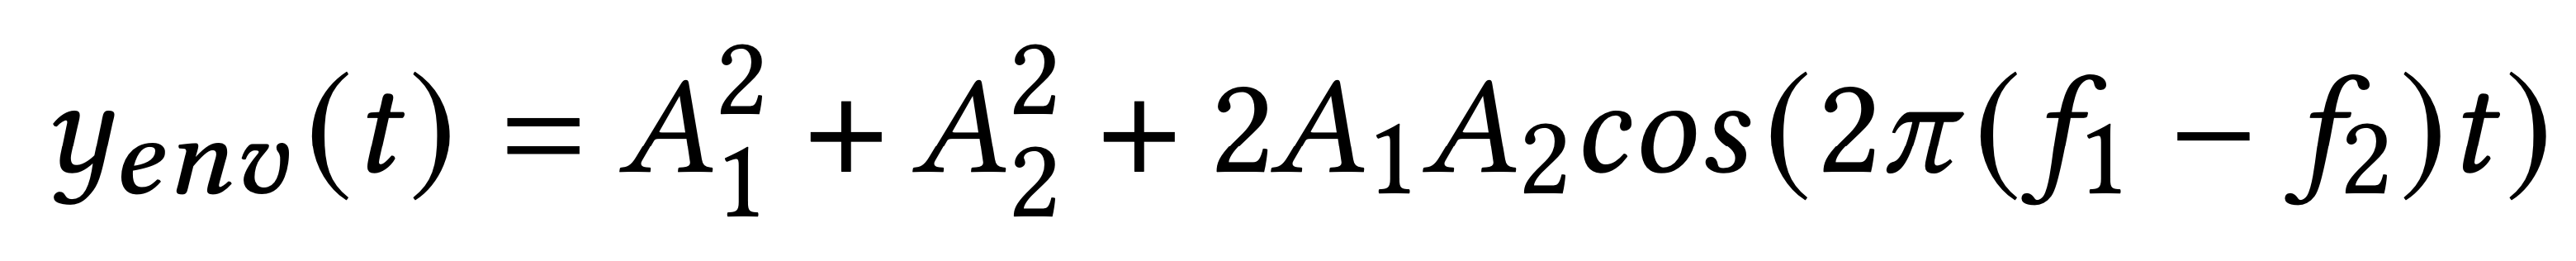 y_{env}(t) = A_1^2 + A_2^2 + 2A_1A_2cos(2π(f_1 − f_2)t)